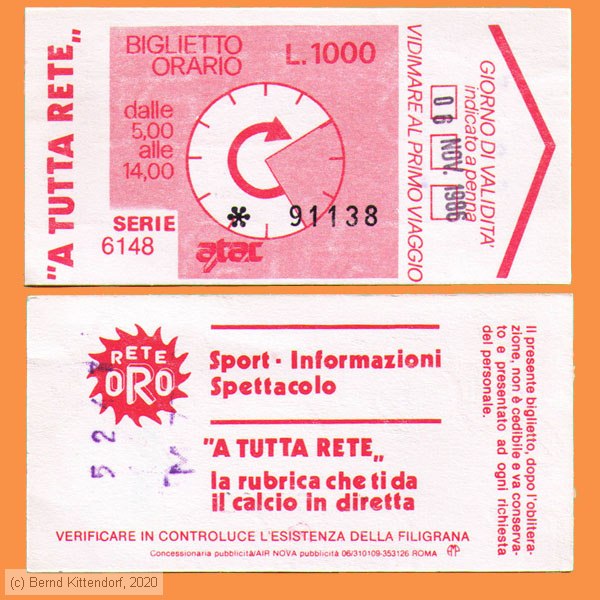 "A TUTTA RETE„
BIGLIETTO
ORARIO
L. 1000
dalle
5,00
alle
14,00
SERIE
6148
* 91138
atac
VIDIMARE AL PRIMO VIAGGIO
GIORNO DI VALIDITA'
indicato a penna
06 NOV. 1986
RETE
ORO
Sport - Informazioni
Spettacolo
"A TUTTA RETE„
la rubrica che ti da
il calcio in diretta
Il presente biglietto, dopo l'oblitera-
zione, non è cedibile e va conserva-
to e presentato ad ogni richiesta
del personale.
5 2
VERIFICARE IN CONTROLUCE L'ESISTENZA DELLA FILIGRANA
Concessionaria pubblicità/AIR NOVA pubblicità 06/310109-353126 ROMA
(c) Bernd Kittendorf, 2020